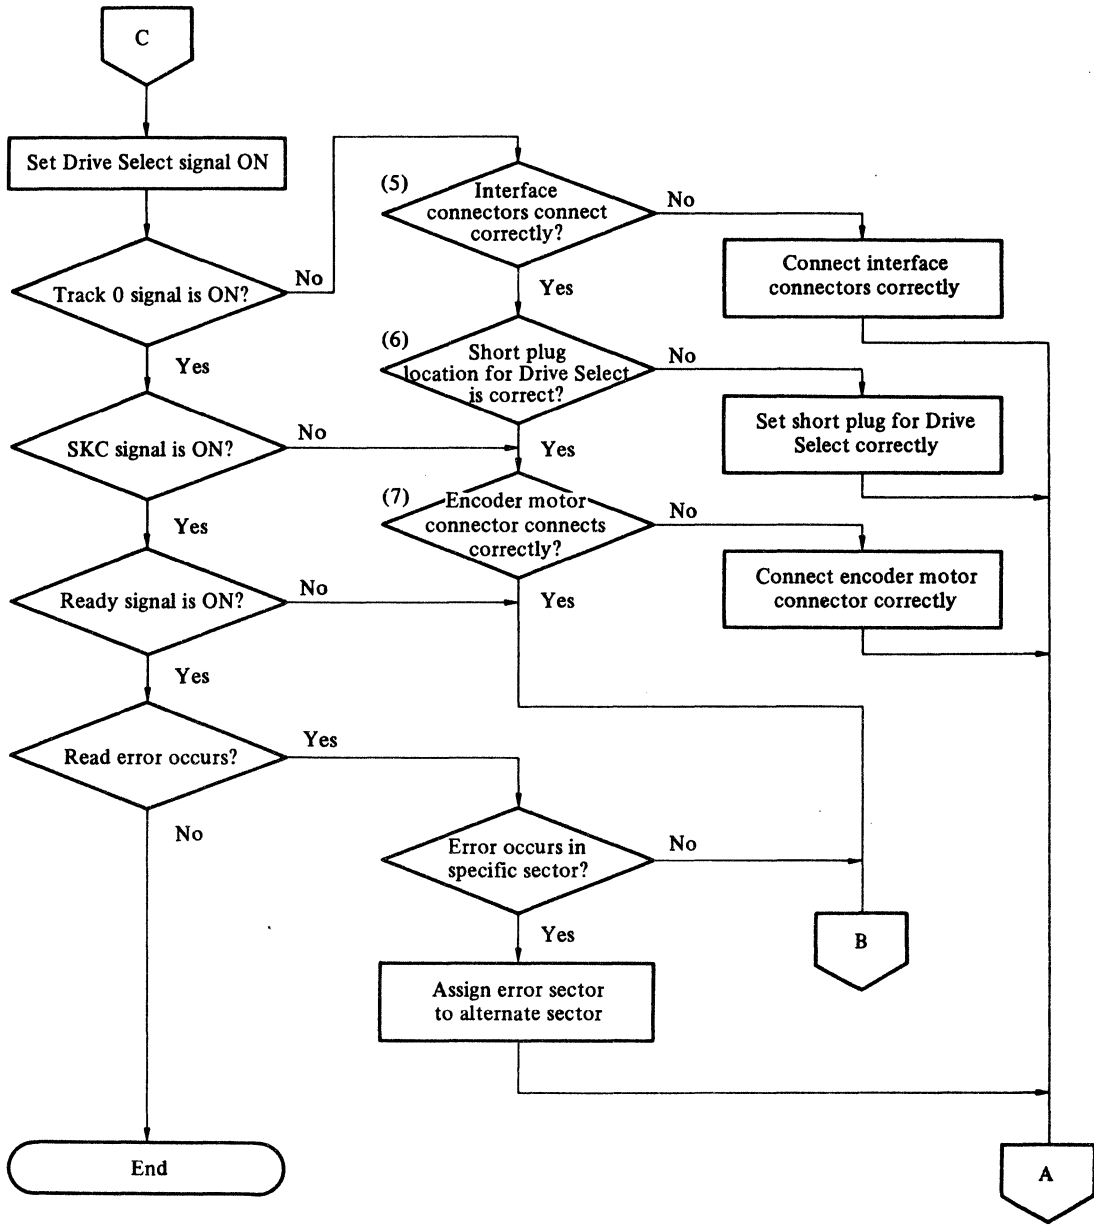 C
Set Drive Select signal ON
(5)
Interface
connectors connect
correctly?
No
Connect interface
connectors correctly
Track 0 signal is ON?
No
Yes
Yes
(6)
Short plug
location for Drive Select
is correct?
No
Set short plug for Drive
Select correctly
SKC signal is ON?
No
Yes
Yes
(7)
Encoder motor
connector connects
correctly?
No
Connect encoder motor
connector correctly
Ready signal is ON?
No
Yes
Yes
Read error occurs?
Yes
No
Error occurs in
specific sector?
No
Yes
B
Assign error sector
to alternate sector
End
A